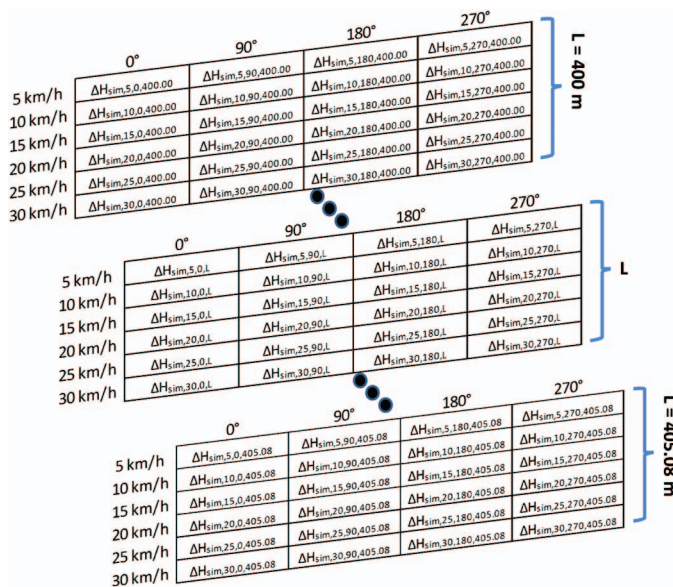 0° 90° 180° 270°
5 km/h ΔHsim,5,0,400.00 ΔHsim,5,90,400.00 ΔHsim,5,180,400.00 ΔHsim,5,270,400.00
10 km/h ΔHsim,10,0,400.00 ΔHsim,10,90,400.00 ΔHsim,10,180,400.00 ΔHsim,10,270,400.00
15 km/h ΔHsim,15,0,400.00 ΔHsim,15,90,400.00 ΔHsim,15,180,400.00 ΔHsim,15,270,400.00
20 km/h ΔHsim,20,0,400.00 ΔHsim,20,90,400.00 ΔHsim,20,180,400.00 ΔHsim,20,270,400.00
25 km/h ΔHsim,25,0,400.00 ΔHsim,25,90,400.00 ΔHsim,25,180,400.00 ΔHsim,25,270,400.00
30 km/h ΔHsim,30,0,400.00 ΔHsim,30,90,400.00 ΔHsim,30,180,400.00 ΔHsim,30,270,400.00
L = 400 m
0° 90° 180° 270°
5 km/h ΔHsim,5,0,L ΔHsim,5,90,L ΔHsim,5,180,L ΔHsim,5,270,L
10 km/h ΔHsim,10,0,L ΔHsim,10,90,L ΔHsim,10,180,L ΔHsim,10,270,L
15 km/h ΔHsim,15,0,L ΔHsim,15,90,L ΔHsim,15,180,L ΔHsim,15,270,L
20 km/h ΔHsim,20,0,L ΔHsim,20,90,L ΔHsim,20,180,L ΔHsim,20,270,L
25 km/h ΔHsim,25,0,L ΔHsim,25,90,L ΔHsim,25,180,L ΔHsim,25,270,L
30 km/h ΔHsim,30,0,L ΔHsim,30,90,L ΔHsim,30,180,L ΔHsim,30,270,L
L
0° 90° 180° 270°
5 km/h ΔHsim,5,0,405.08 ΔHsim,5,90,405.08 ΔHsim,5,180,405.08 ΔHsim,5,270,405.08
10 km/h ΔHsim,10,0,405.08 ΔHsim,10,90,405.08 ΔHsim,10,180,405.08 ΔHsim,10,270,405.08
15 km/h ΔHsim,15,0,405.08 ΔHsim,15,90,405.08 ΔHsim,15,180,405.08 ΔHsim,15,270,405.08
20 km/h ΔHsim,20,0,405.08 ΔHsim,20,90,405.08 ΔHsim,20,180,405.08 ΔHsim,20,270,405.08
25 km/h ΔHsim,25,0,405.08 ΔHsim,25,90,405.08 ΔHsim,25,180,405.08 ΔHsim,25,270,405.08
30 km/h ΔHsim,30,0,405.08 ΔHsim,30,90,405.08 ΔHsim,30,180,405.08 ΔHsim,30,270,405.08
L = 405.08 m